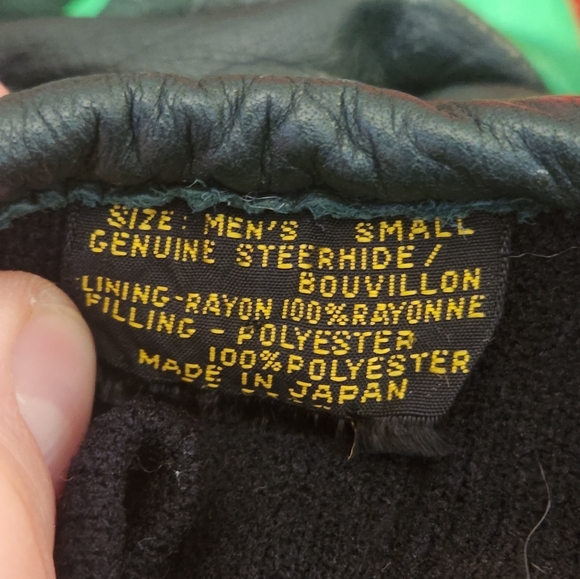 SIZE: MEN'S SMALL
GENUINE STEERHIDE/
BOUVILLON
LINING-RAYON 100% RAYONNE
FILLING - POLYESTER
100% POLYESTER
MADE IN JAPAN